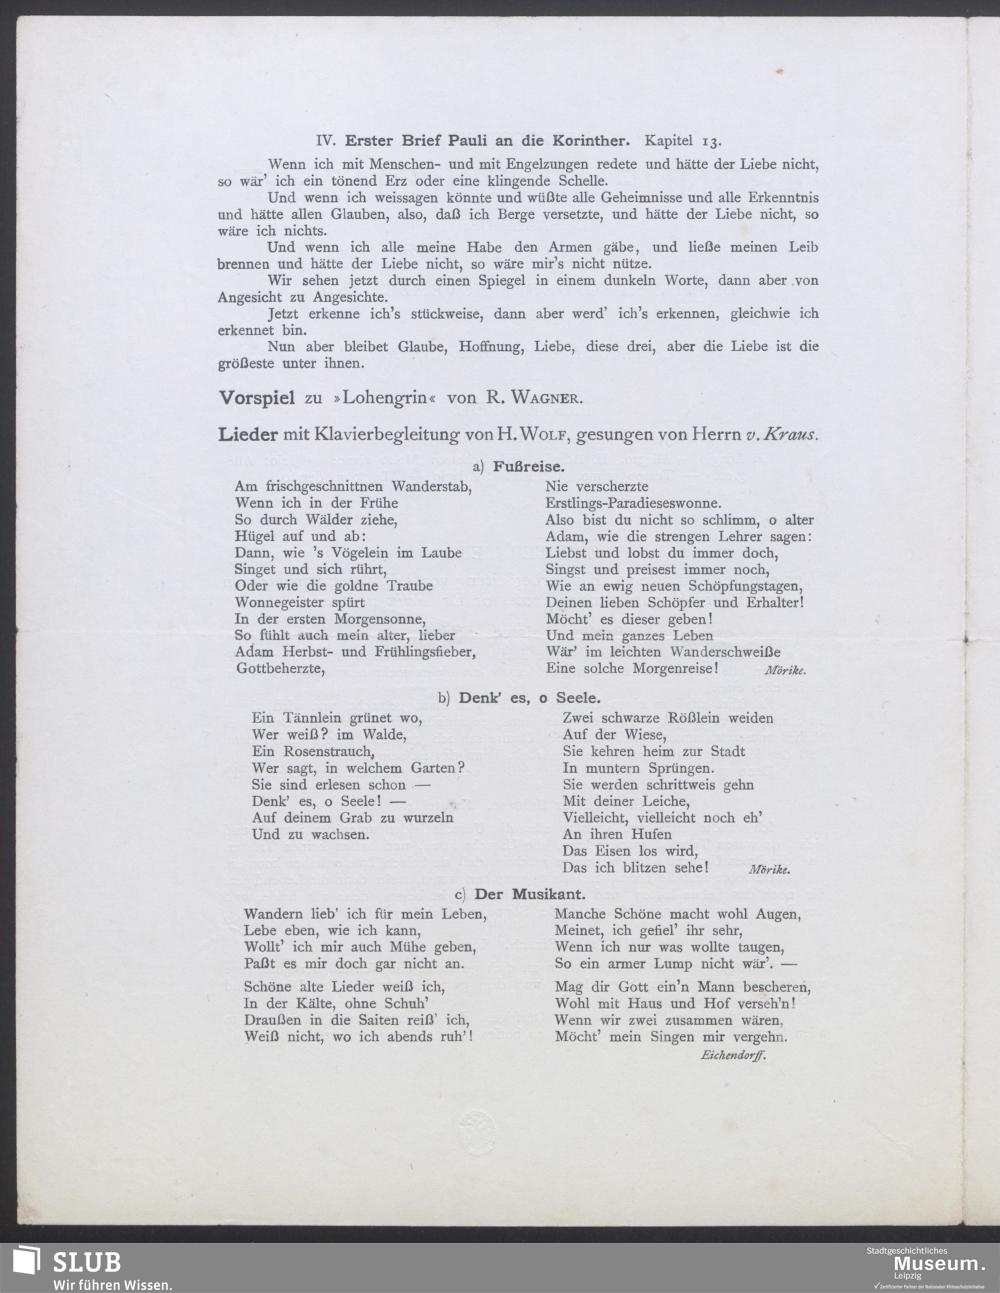 IV. Erster Brief Pauli an die Korinther. Kapitel 13.
Wenn ich mit Menschen- und mit Engelzungen redete und hätte der Liebe nicht,
so wär' ich ein tönend Erz oder eine klingende Schelle.
Und wenn ich weissagen könnte und wüßte alle Geheimnisse und alle Erkenntnis
und hätte allen Glauben, also, daß ich Berge versetzte, und hätte der Liebe nicht, so
wäre ich nichts.
Und wenn ich alle meine Habe den Armen gäbe, und ließe meinen Leib
brennen und hätte der Liebe nicht, so wäre mir's nicht nütze.
Wir sehen jetzt durch einen Spiegel in einem dunkeln Worte, dann aber von
Angesicht zu Angesichte.
Jetzt erkenne ich's stückweise, dann aber werd' ich's erkennen, gleichwie ich
erkennet bin.
Nun aber bleibet Glaube, Hoffnung, Liebe, diese drei, aber die Liebe ist die
größeste unter ihnen.
Vorspiel zu »Lohengrin« von R. WAGNER.
Lieder mit Klavierbegleitung von H. WOLF, gesungen von Herrn v. Kraus.
a) Fußreise.
Am frischgeschnittnen Wanderstab,
Wenn ich in der Frühe
So durch Wälder ziehe,
Hügel auf und ab:
Dann, wie 's Vögelein im Laube
Singet und sich rührt,
Oder wie die goldne Traube
Wonnegeister spürt
In der ersten Morgensonne,
So fühlt auch mein alter, lieber
Adam Herbst- und Frühlingsfieber,
Gottbeherzte,
Nie verscherzte
Erstlings-Paradieseswonne.
Also bist du nicht so schlimm, o alter
Adam, wie die strengen Lehrer sagen:
Liebst und lobst du immer doch,
Singst und preisest immer noch,
Wie an ewig neuen Schöpfungstagen,
Deinen lieben Schöpfer und Erhalter!
Möcht' es dieser geben!
Und mein ganzes Leben
Wär' im leichten Wanderschweiße
Eine solche Morgenreise! Mörike.
b) Denk' es, o Seele.
Ein Tännlein grünet wo,
Wer weiß? im Walde,
Ein Rosenstrauch,
Wer sagt, in welchem Garten?
Sie sind erlesen schon —
Denk' es, o Seele! —
Auf deinem Grab zu wurzeln
Und zu wachsen.
Zwei schwarze Rößlein weiden
Auf der Wiese,
Sie kehren heim zur Stadt
In muntern Sprüngen.
Sie werden schrittweis gehn
Mit deiner Leiche,
Vielleicht, vielleicht noch eh'
An ihren Hufen
Das Eisen los wird,
Das ich blitzen sehe! Mörike.
c) Der Musikant.
Wandern lieb' ich für mein Leben,
Lebe eben, wie ich kann,
Wollt' ich mir auch Mühe geben,
Paßt es mir doch gar nicht an.
Schöne alte Lieder weiß ich,
In der Kälte, ohne Schuh'
Draußen in die Saiten reiß' ich,
Weiß nicht, wo ich abends ruh'!
Manche Schöne macht wohl Augen,
Meinet, ich gefiel' ihr sehr,
Wenn ich nur was wollte taugen,
So ein armer Lump nicht wär'. —
Mag dir Gott ein'n Mann bescheren,
Wohl mit Haus und Hof verseh'n!
Wenn wir zwei zusammen wären,
Möcht' mein Singen mir vergehn.
Eichendorff.
SLUB
Wir führen Wissen.
Stadtgeschichtliches
Museum.
Leipzig
Zertifizierter Partner der Nationalen Klimaschutzinitiative